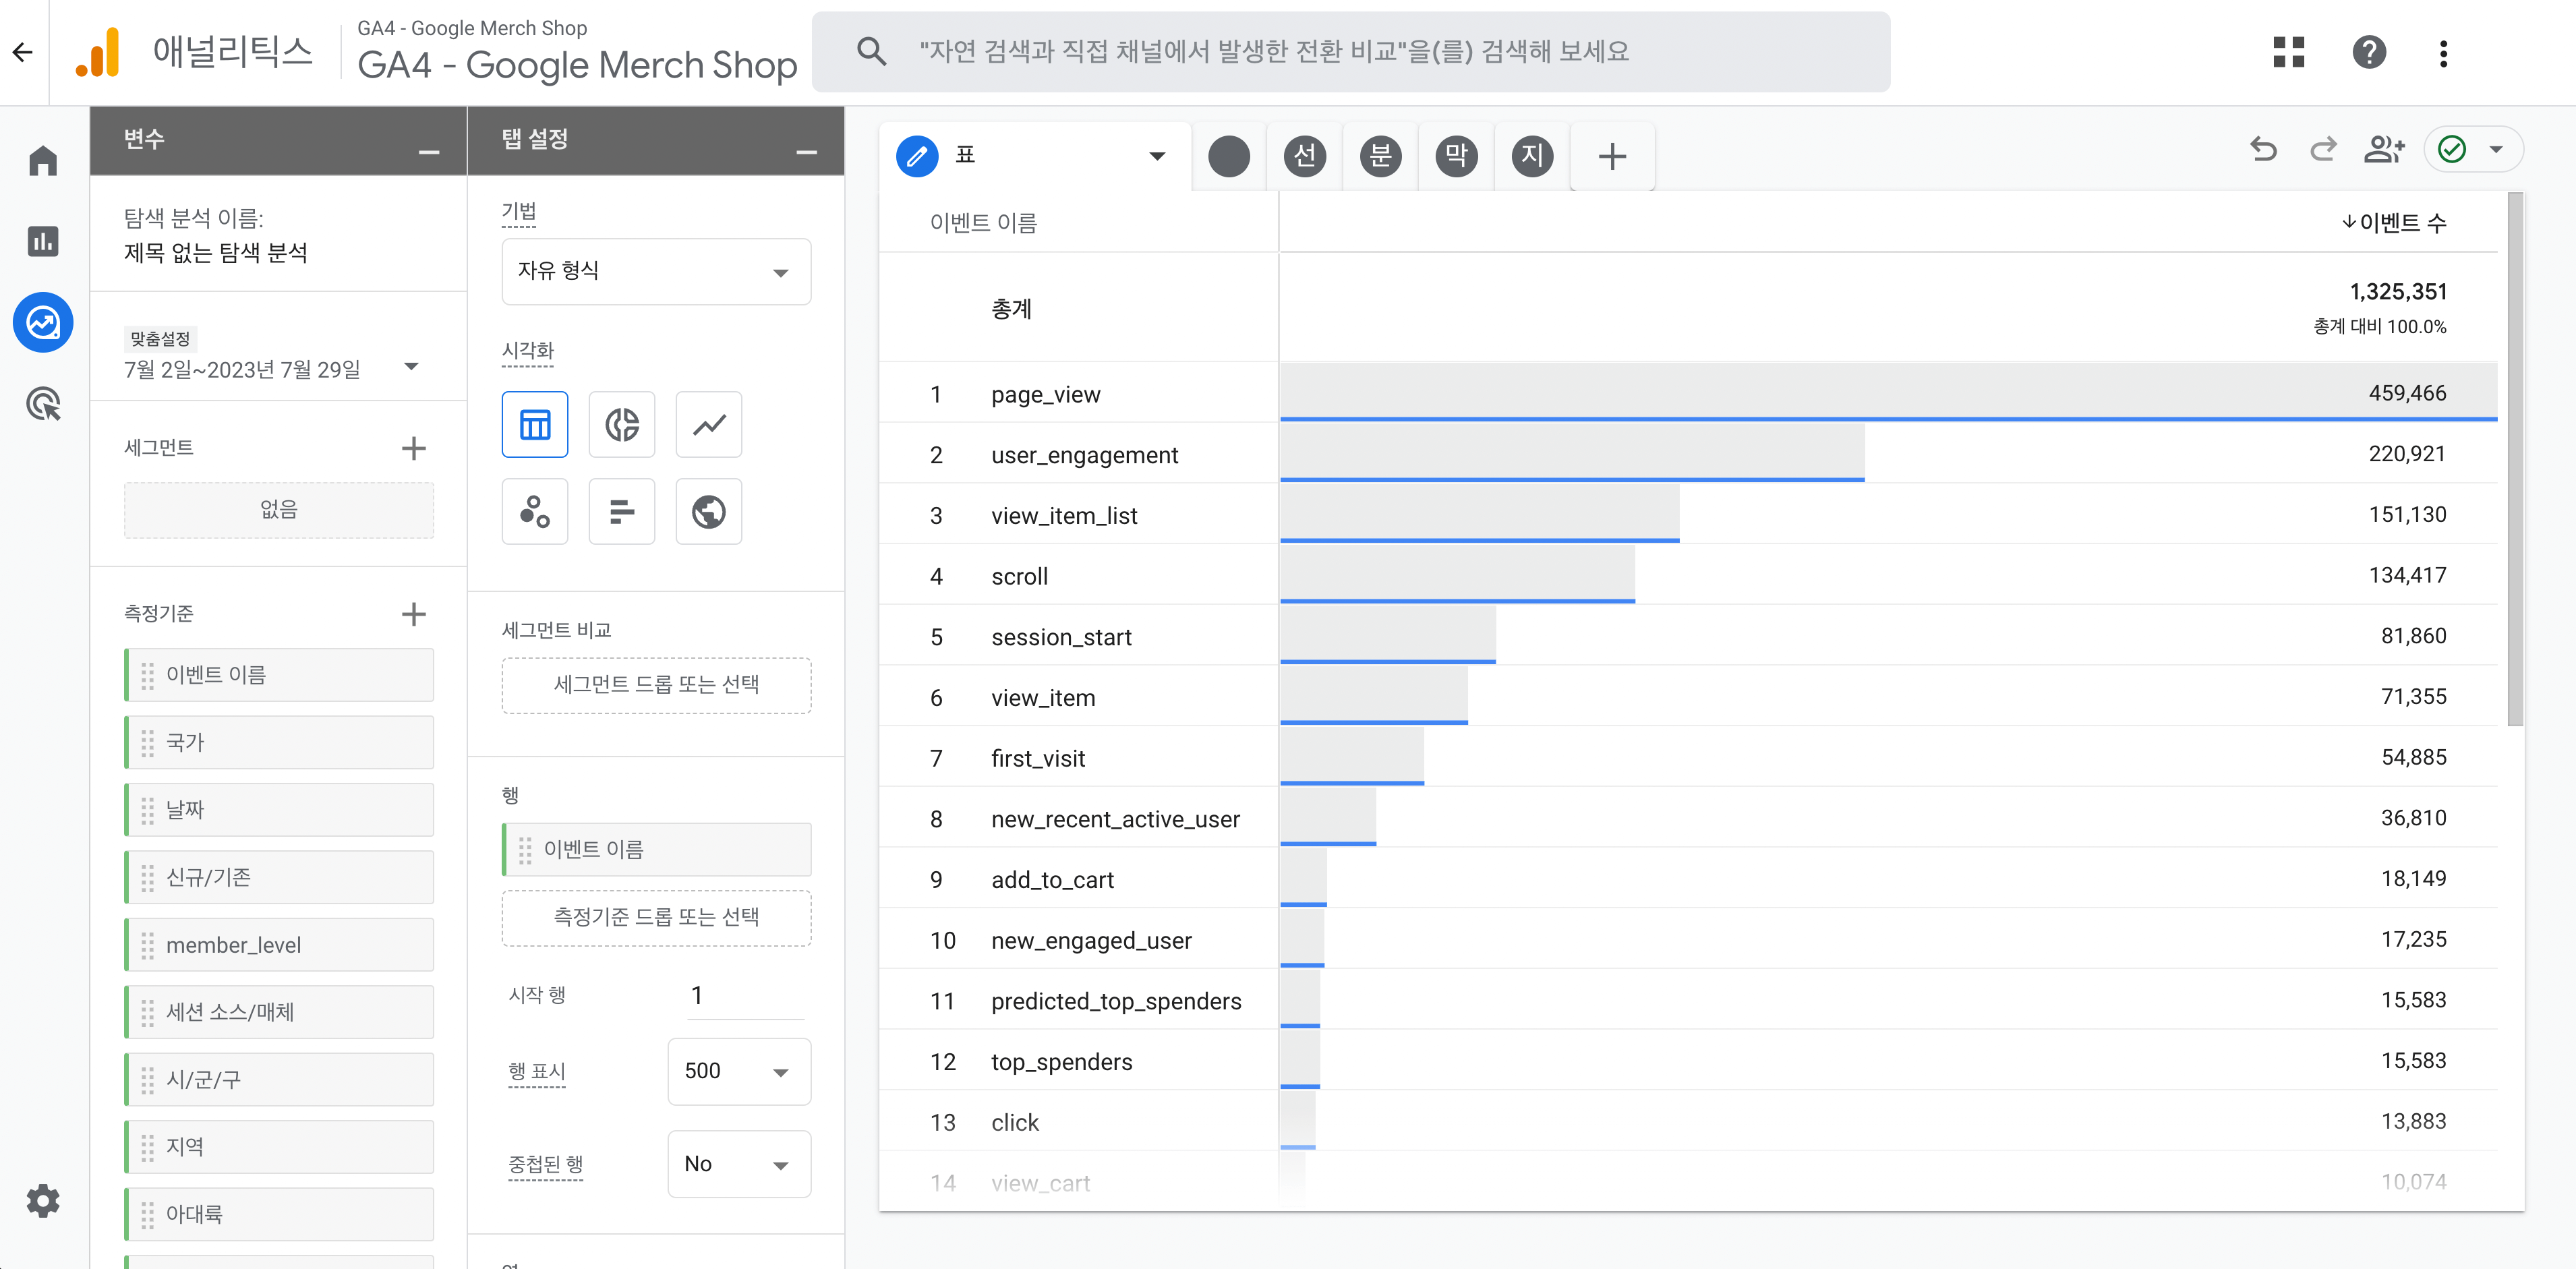 애널리틱스
GA4 - Google Merch Shop
GA4 - Google Merch Shop
"자연 검색과 직접 채널에서 발생한 전환 비교"을(를) 검색해 보세요
변수
탐색 분석 이름:
제목 없는 탐색 분석
맞춤설정
7월 2일~2023년 7월 29일
세그먼트
없음
측정기준
이벤트 이름
국가
날짜
신규/기존
member_level
세션 소스/매체
시/군/구
지역
아대륙
탭 설정
기법
자유 형식
시각화
세그먼트 비교
세그먼트 드롭 또는 선택
행
이벤트 이름
측정기준 드롭 또는 선택
시작 행 1
행 표시 500
중첩된 행 No
표
선
분
막
지
이벤트 이름 ↓이벤트 수
총계 1,325,351
총계 대비 100.0%
1 page_view 459,466
2 user_engagement 220,921
3 view_item_list 151,130
4 scroll 134,417
5 session_start 81,860
6 view_item 71,355
7 first_visit 54,885
8 new_recent_active_user 36,810
9 add_to_cart 18,149
10 new_engaged_user 17,235
11 predicted_top_spenders 15,583
12 top_spenders 15,583
13 click 13,883
14 view_cart 10,074